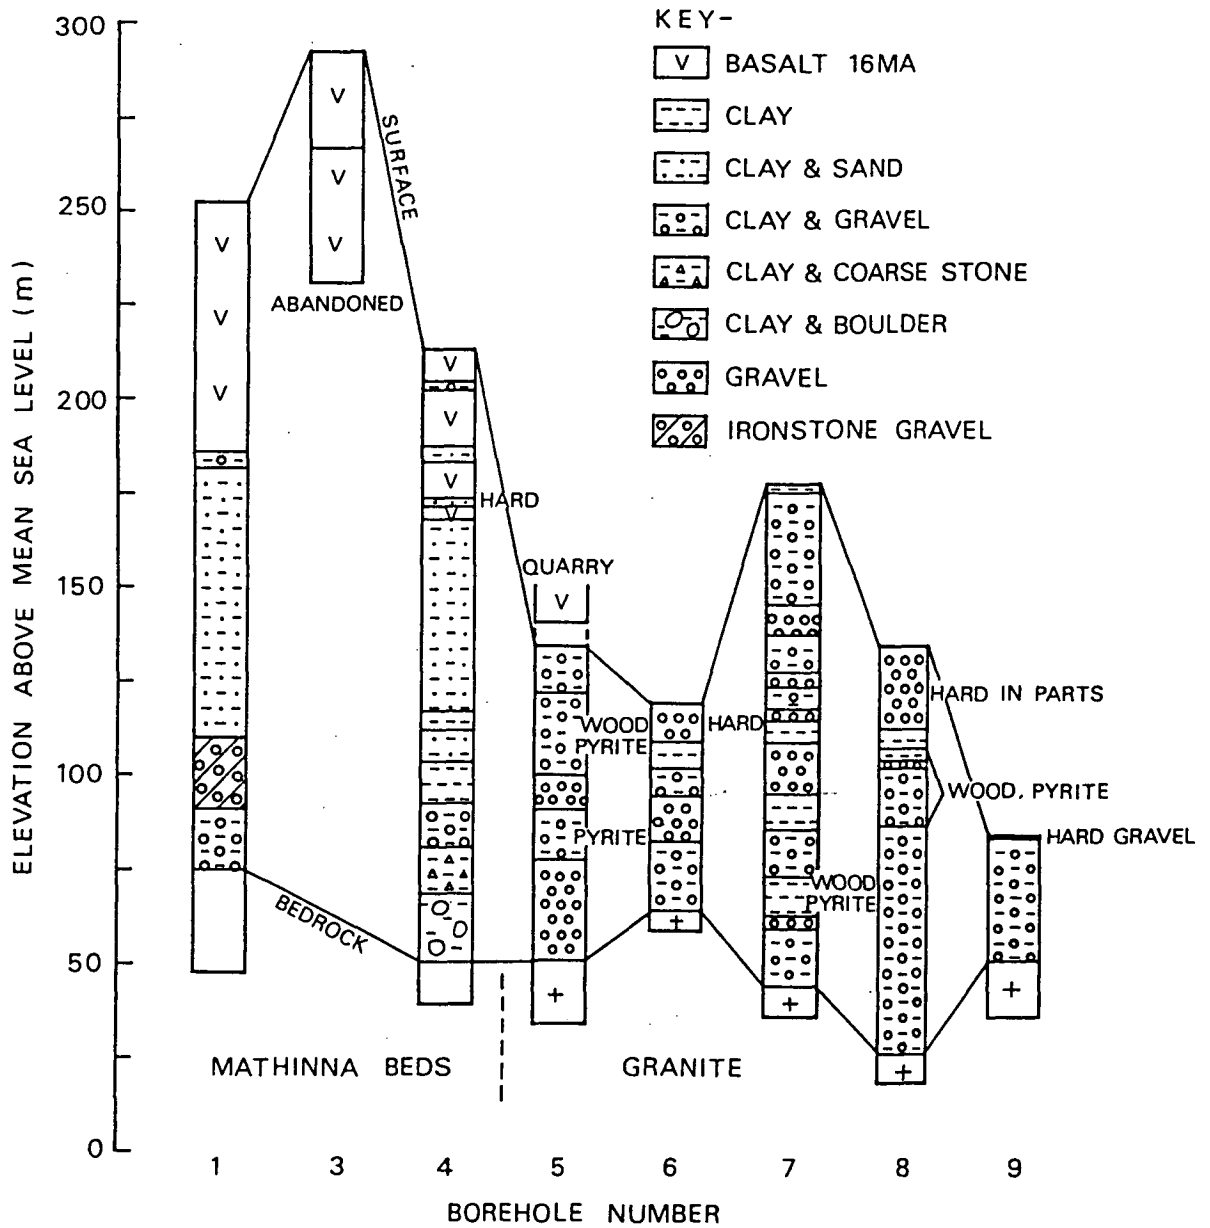 KEY-
BASALT 16MA
CLAY
CLAY & SAND
CLAY & GRAVEL
CLAY & COARSE STONE
CLAY & BOULDER
GRAVEL
IRONSTONE GRAVEL
ELEVATION ABOVE MEAN SEA LEVEL (m)
300
250
200
150
100
50
0
SURFACE
ABANDONED
HARD
QUARRY
WOOD
PYRITE
HARD
PYRITE
HARD IN PARTS
WOOD, PYRITE
HARD GRAVEL
WOOD
PYRITE
BEDROCK
MATHINNA BEDS
GRANITE
1 3 4 5 6 7 8 9
BOREHOLE NUMBER